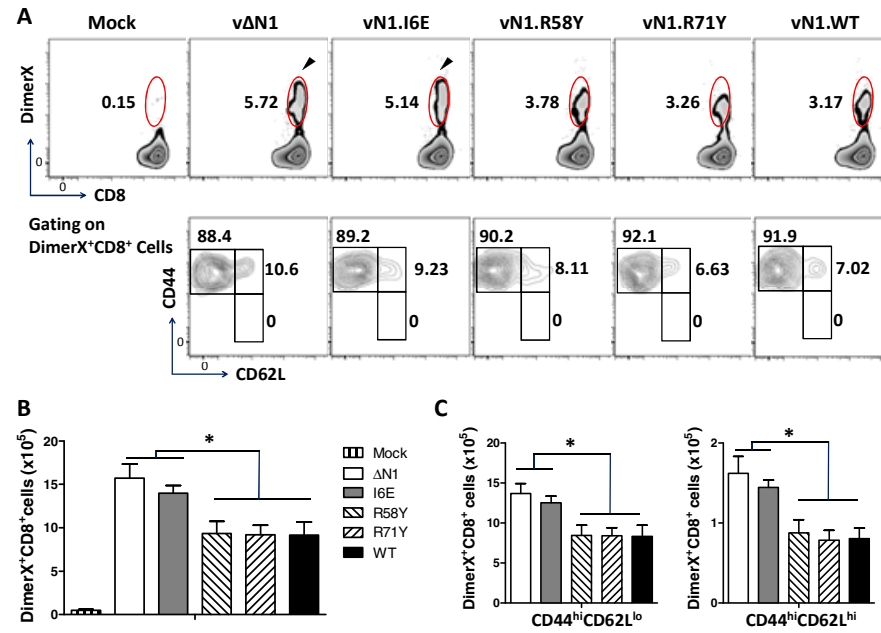 A
Mock vΔN1 vN1.I6E vN1.R58Y vN1.R71Y vN1.WT
DimerX
0.15 5.72 5.14 3.78 3.26 3.17
0
0
CD8
Gating on
DimerX⁺CD8⁺ Cells
88.4 89.2 90.2 92.1 91.9
CD44
10.6 9.23 8.11 6.63 7.02
0 0 0 0 0
0
0
CD62L
B
DimerX⁺CD8⁺cells (x10⁵)
20
15
10
5
0
*
Mock
ΔN1
I6E
R58Y
R71Y
WT
C
DimerX⁺CD8⁺ cells (x10⁵)
20
15
10
5
0
*
CD44ʰⁱCD62Lˡᵒ
DimerX⁺CD8⁺ cells (x10⁵)
2
1
0
*
CD44ʰⁱCD62Lʰⁱ